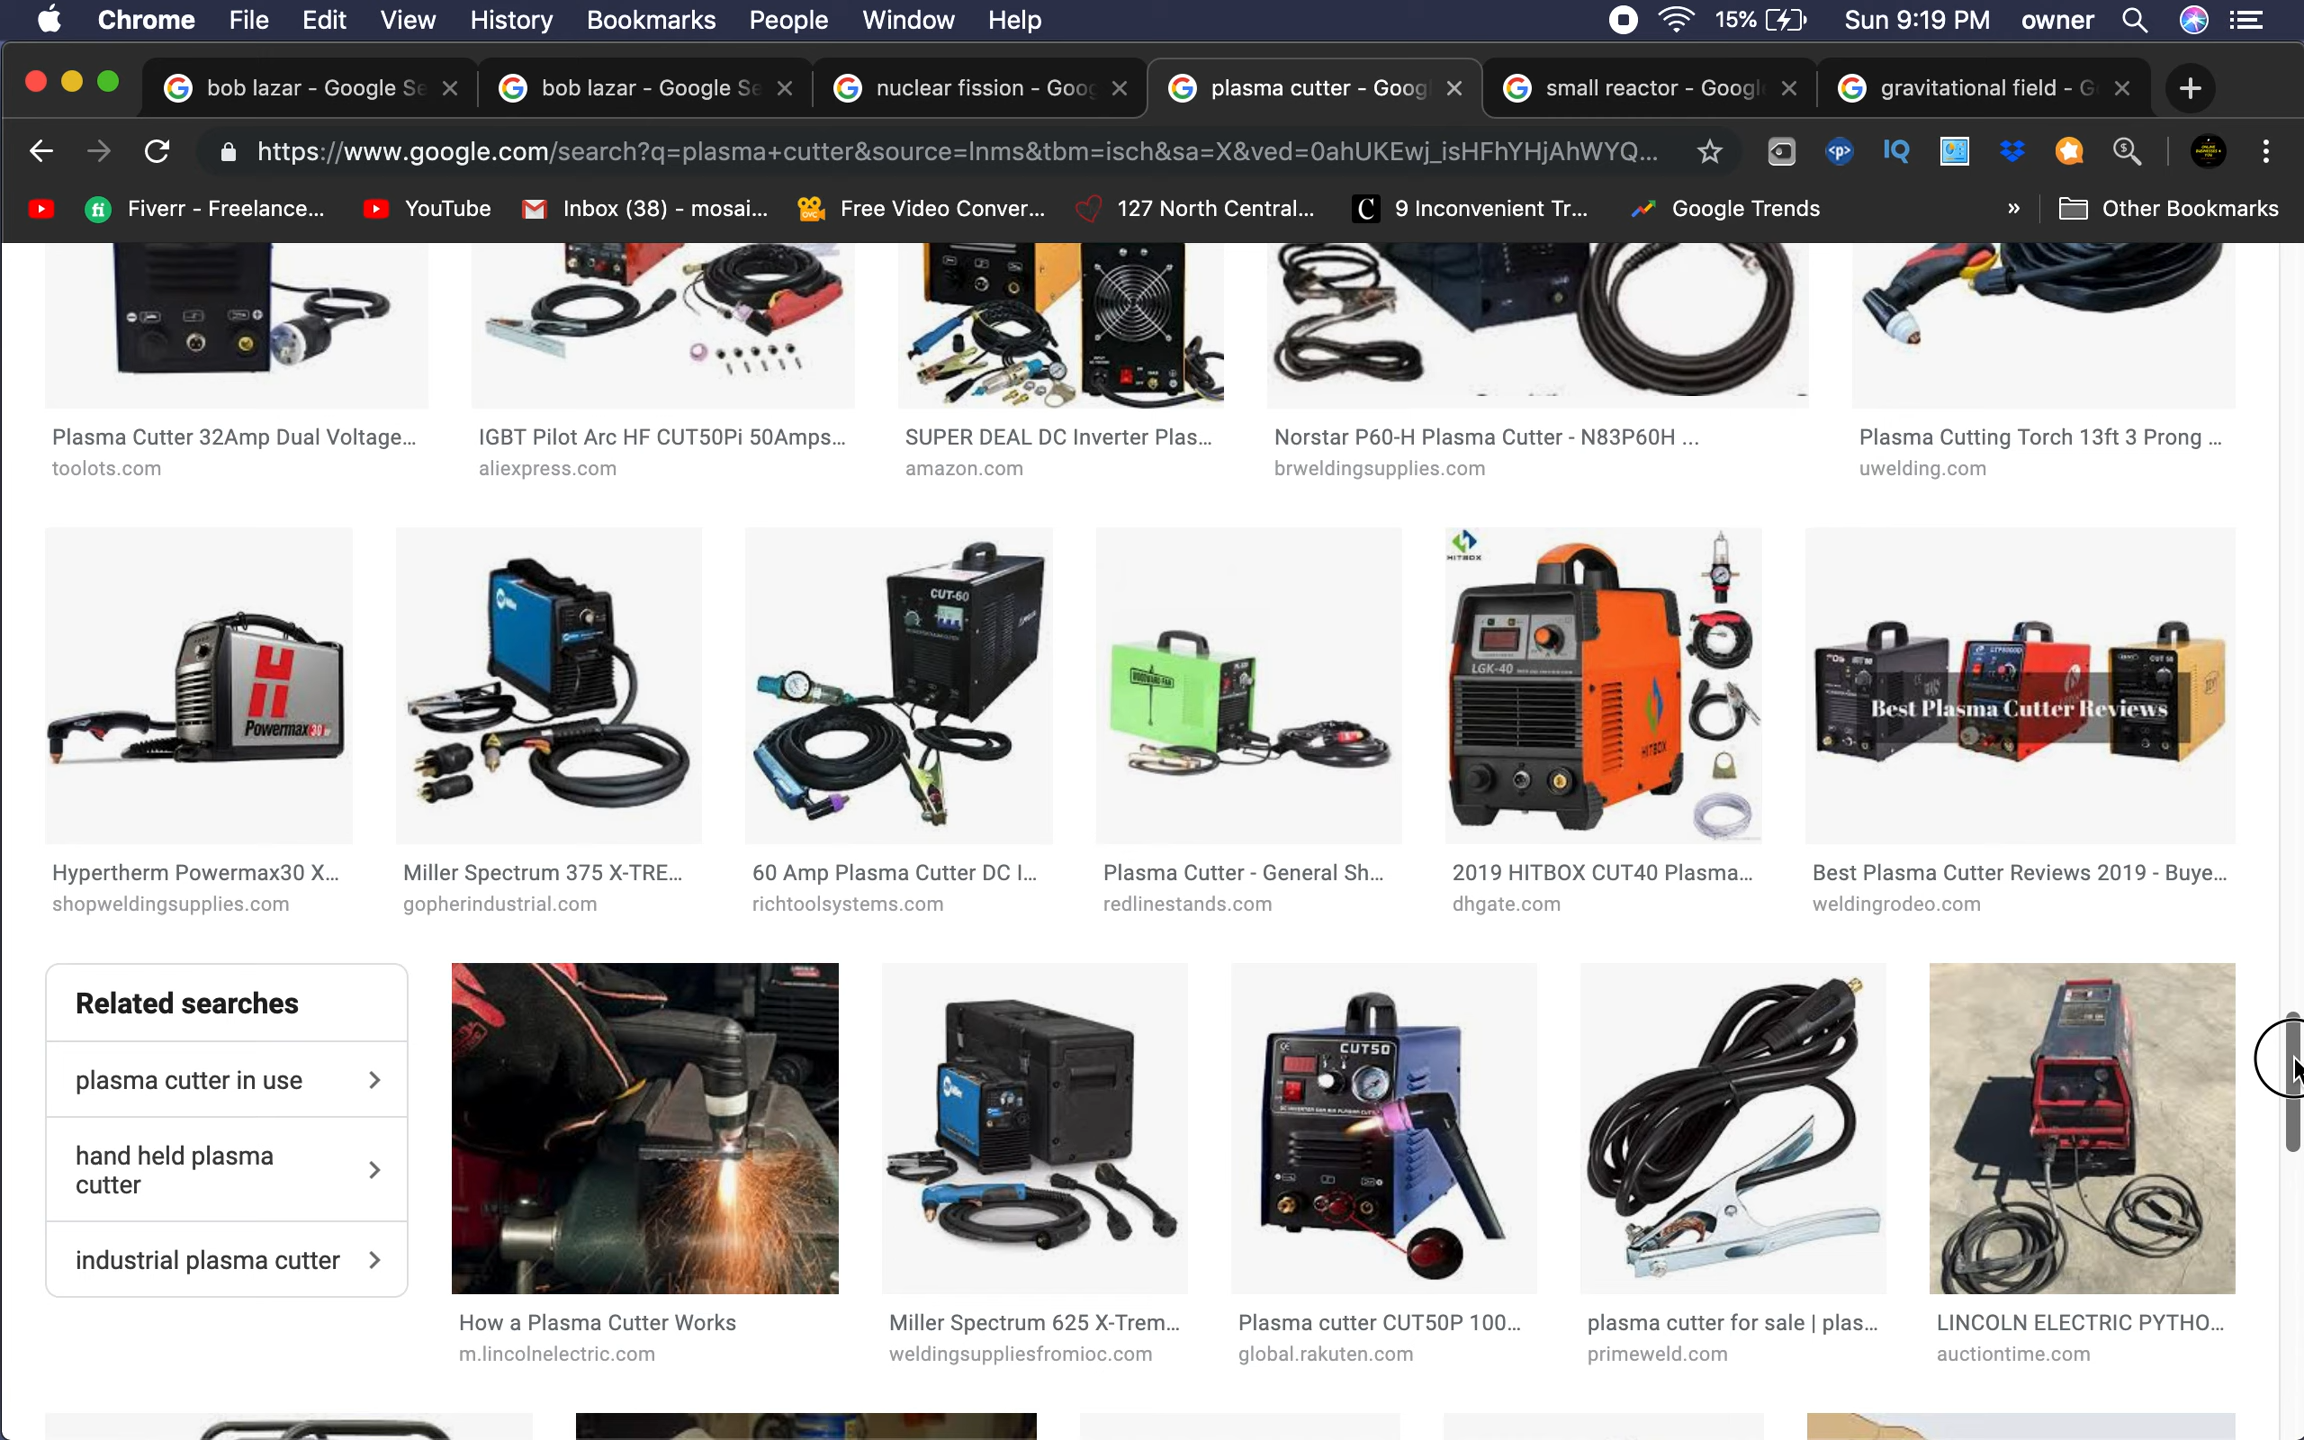 Chrome File Edit View History Bookmarks People Window Help 15% Sun 9:19 PM owner
bob lazar - Google Se bob lazar - Google Se nuclear fission - Goog plasma cutter - Googl small reactor - Googl gravitational field - G
https://www.google.com/search?q=plasma+cutter&source=lnms&tbm=isch&sa=X&ved=0ahUKEwj_isHFhYHjAhWYQ...
Fiverr - Freelance... YouTube Inbox (38) - mosai... Free Video Conver... 127 North Central... 9 Inconvenient Tr... Google Trends » Other Bookmarks
Plasma Cutter 32Amp Dual Voltage... IGBT Pilot Arc HF CUT50Pi 50Amps... SUPER DEAL DC Inverter Plas... Norstar P60-H Plasma Cutter - N83P60H ... Plasma Cutting Torch 13ft 3 Prong ...
toolots.com aliexpress.com amazon.com brweldingsupplies.com uwelding.com
HITBOX
CUT-60
LGK-40
HITBOX
Powermax30
Best Plasma Cutter Reviews
Hypertherm Powermax30 X... Miller Spectrum 375 X-TRE... 60 Amp Plasma Cutter DC I... Plasma Cutter - General Sh... 2019 HITBOX CUT40 Plasma... Best Plasma Cutter Reviews 2019 - Buye...
shopweldingsupplies.com gopherindustrial.com richtoolsystems.com redlinestands.com dhgate.com weldingrodeo.com
Related searches
plasma cutter in use
hand held plasma
cutter
industrial plasma cutter
CUT50
How a Plasma Cutter Works Miller Spectrum 625 X-Trem... Plasma cutter CUT50P 100... plasma cutter for sale | plas... LINCOLN ELECTRIC PYTHO...
m.lincolnelectric.com weldingsuppliesfromioc.com global.rakuten.com primeweld.com auctiontime.com